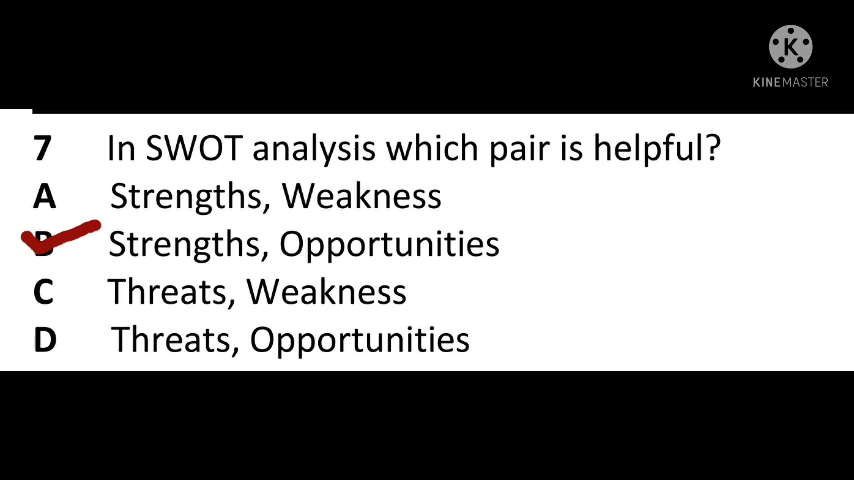 K
KINEMASTER
7 In SWOT analysis which pair is helpful?
A Strengths, Weakness
B Strengths, Opportunities
C Threats, Weakness
D Threats, Opportunities